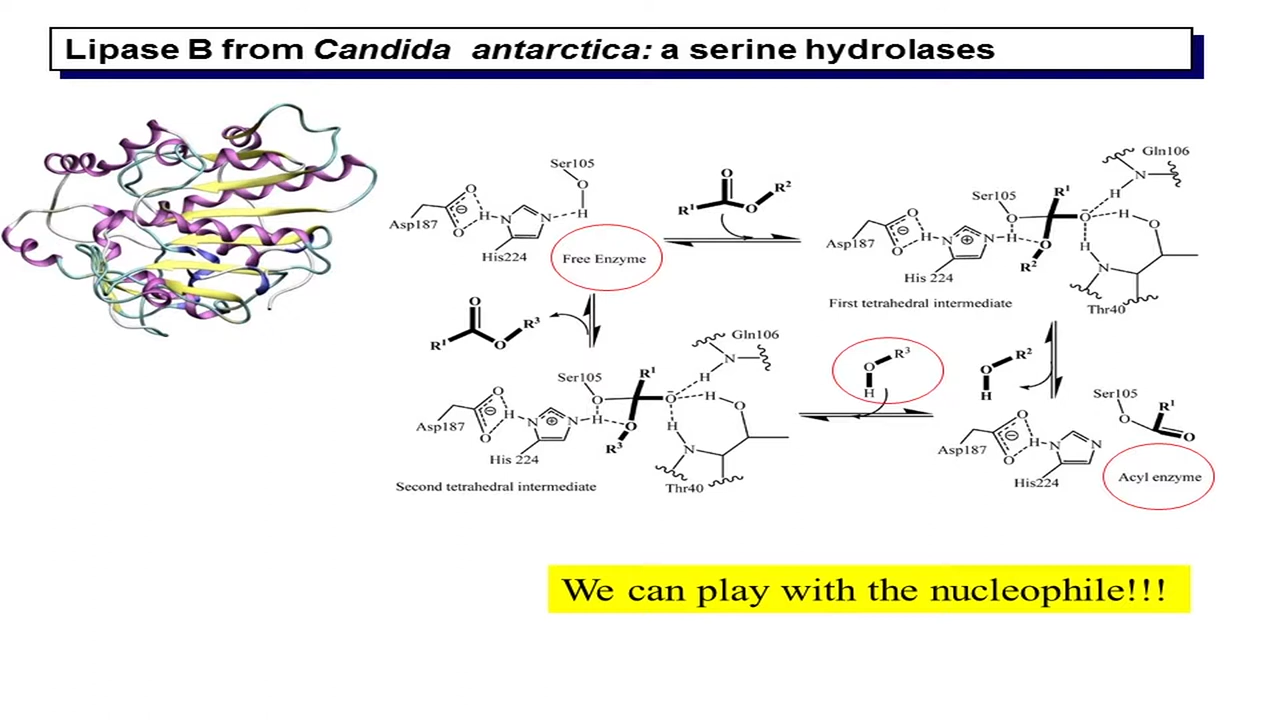 Lipase B from Candida antarctica: a serine hydrolases
Ser105
O
H
Asp187
O
O
⊖
H
N
N
His224
Free Enzyme
R¹
O
O
R²
Gln106
N
H
Ser105
R¹
O
O⁻
H
O
Asp187
O
O
⊖
H
N
⊕
N
H
O
R²
H
N
His 224
Thr40
First tetrahedral intermediate
O
R¹
O
R³
Gln106
N
H
Ser105
R¹
O
O⁻
H
O
Asp187
O
O
⊖
H
N
⊕
N
H
O
R³
H
N
His 224
Thr40
Second tetrahedral intermediate
O
R³
H
O
R²
H
Ser105
O
R¹
O
Asp187
O
O
⊖
H
N
N
His224
Acyl enzyme
We can play with the nucleophile!!!